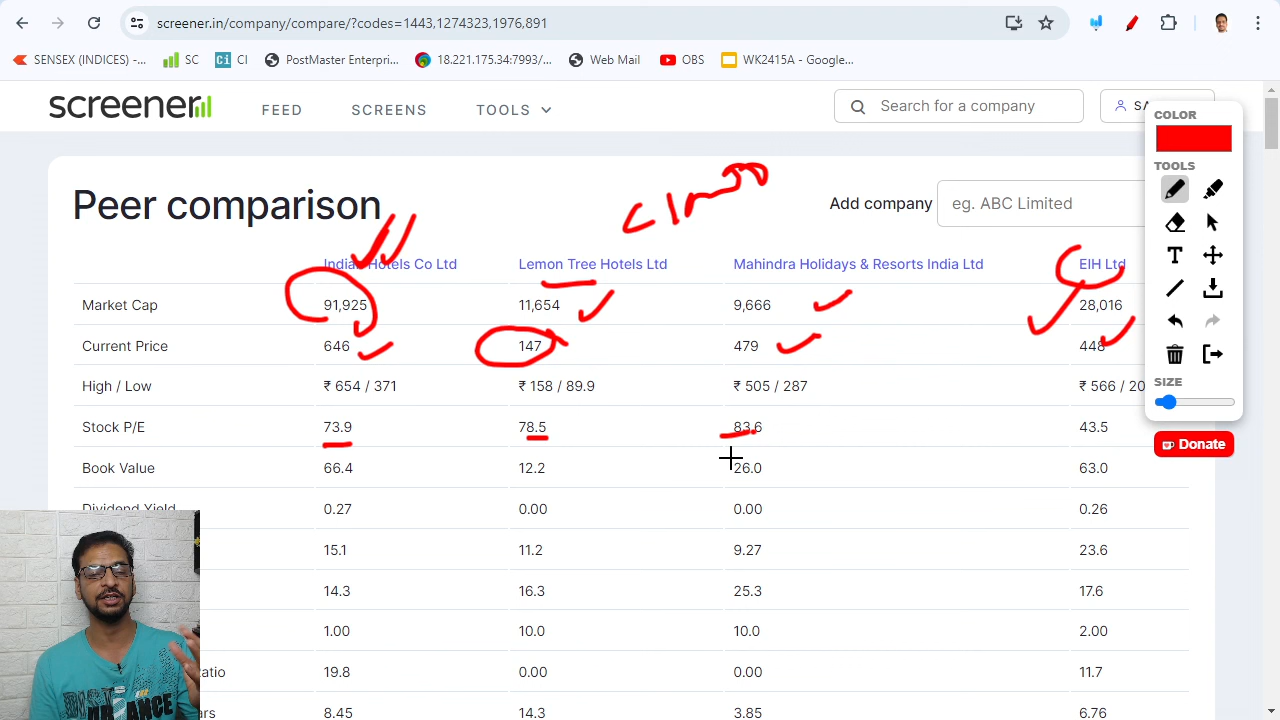 screener.in/company/compare/?codes=1443,1274323,1976,891
SENSEX (INDICES) -... SC CI PostMaster Enterpri... 18.221.175.34:7993/... Web Mail OBS WK2415A - Google...
screener FEED SCREENS TOOLS Search for a company SA
Peer comparison Add company eg. ABC Limited
Indian Hotels Co Ltd Lemon Tree Hotels Ltd Mahindra Holidays & Resorts India Ltd EIH Ltd
Market Cap 91,925 11,654 9,666 28,016
Current Price 646 147 479 448
High / Low ₹ 654 / 371 ₹ 158 / 89.9 ₹ 505 / 287 ₹ 566 / 20
Stock P/E 73.9 78.5 83.6 43.5
Book Value 66.4 12.2 26.0 63.0
Dividend Yield 0.27 0.00 0.00 0.26
15.1 11.2 9.27 23.6
14.3 16.3 25.3 17.6
1.00 10.0 10.0 2.00
atio 19.8 0.00 0.00 11.7
ars 8.45 14.3 3.85 6.76
COLOR
TOOLS
T
SIZE
Donate